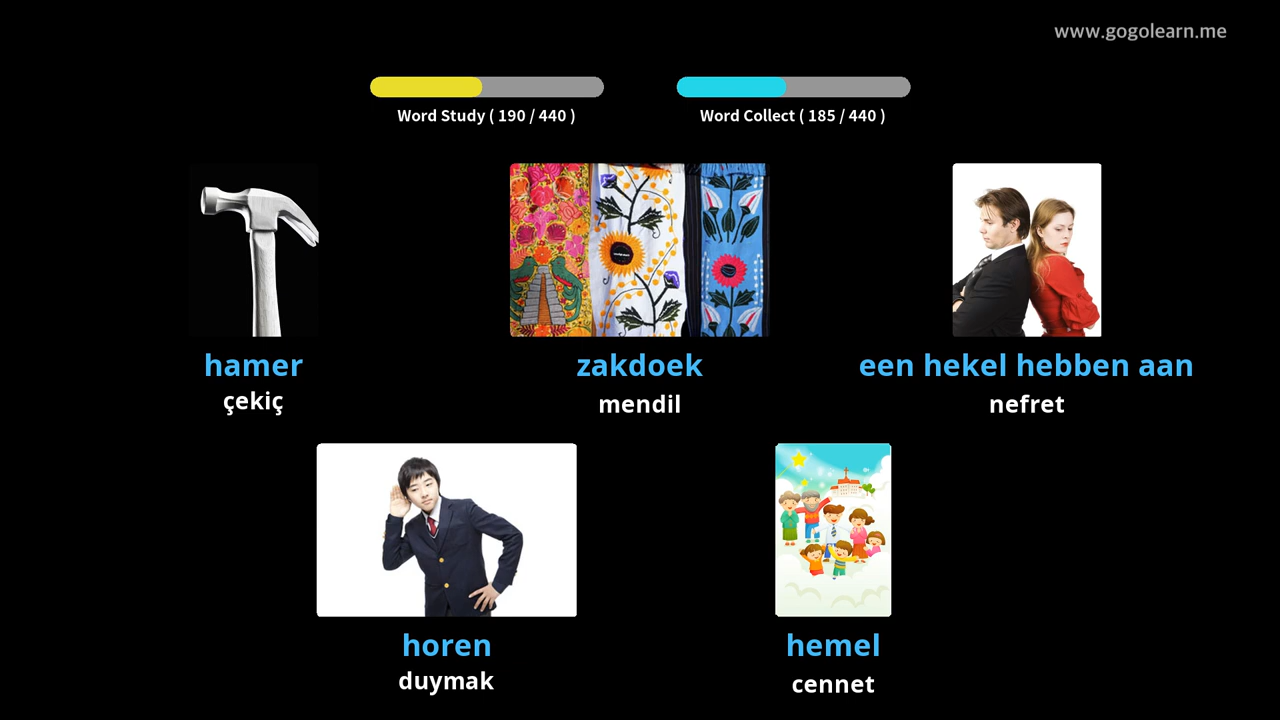 www.gogolearn.me
Word Study ( 190 / 440 )
Word Collect ( 185 / 440 )
hamer
çekiç
zakdoek
mendil
een hekel hebben aan
nefret
horen
duymak
hemel
cennet